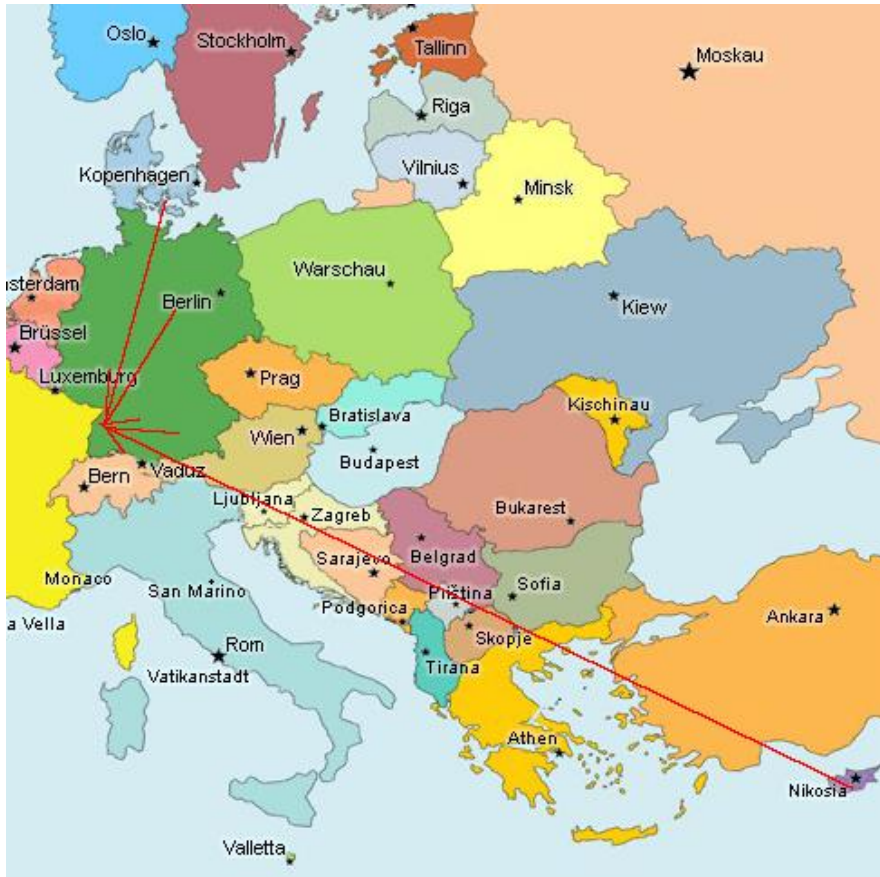 Oslo
Stockholm
Tallinn
Moskau
Riga
Kopenhagen
Vilnius
Minsk
Warschau
msterdam
Berlin
Kiew
Brüssel
Luxemburg
Prag
Kischinau
Bratislava
Wien
Budapest
Bern
Vaduz
Ljubljana
Zagreb
Bukarest
Sarajevo
Belgrad
Monaco
San Marino
Priština
Sofia
Podgorica
Ankara
a Vella
Rom
Skopje
Tirana
Vatikanstadt
Athen
Nikosia
Valletta